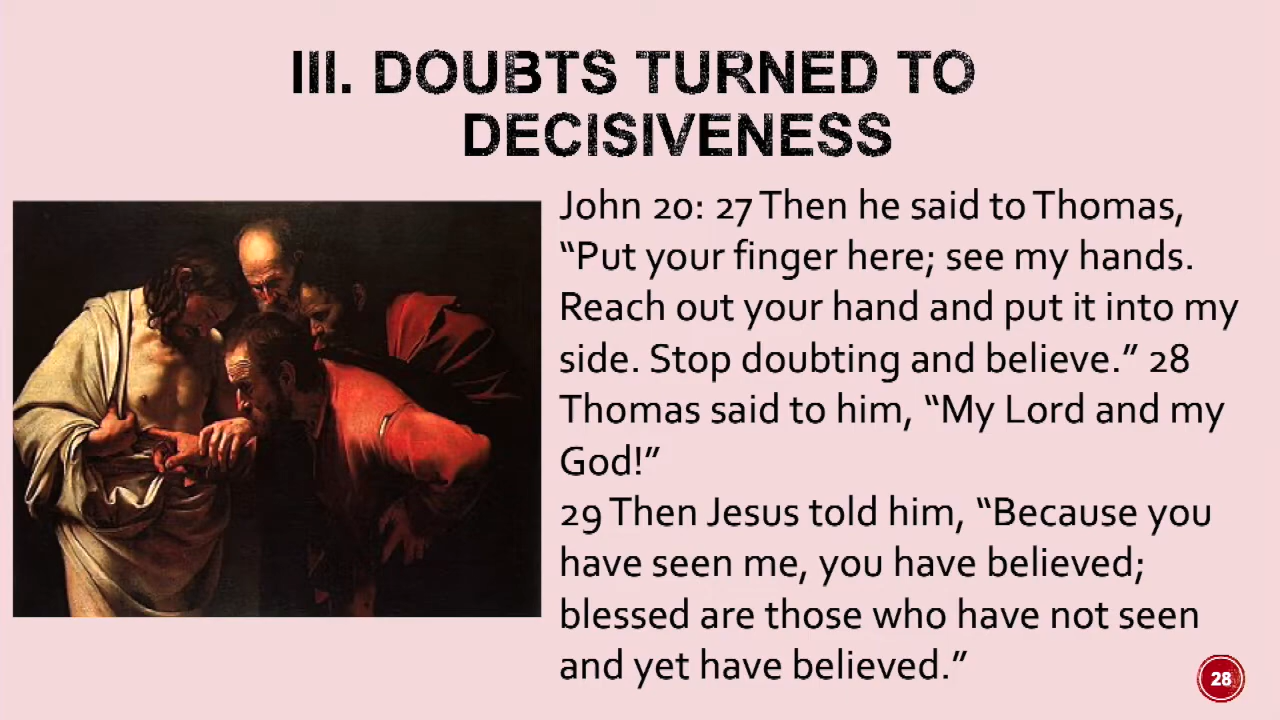 III. DOUBTS TURNED TO
DECISIVENESS
John 20: 27 Then he said to Thomas,
“Put your finger here; see my hands.
Reach out your hand and put it into my
side. Stop doubting and believe.” 28
Thomas said to him, “My Lord and my
God!”
29 Then Jesus told him, “Because you
have seen me, you have believed;
blessed are those who have not seen
and yet have believed.”
28